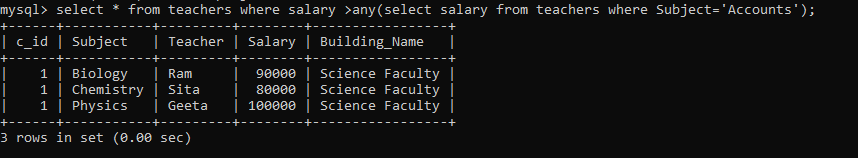 mysql> select * from teachers where salary >any(select salary from teachers where Subject='Accounts');
+------+-----------+---------+--------+-----------------+
| c_id | Subject   | Teacher | Salary | Building_Name   |
+------+-----------+---------+--------+-----------------+
|    1 | Biology   | Ram     |  90000 | Science Faculty |
|    1 | Chemistry | Sita    |  80000 | Science Faculty |
|    1 | Physics   | Geeta   | 100000 | Science Faculty |
+------+-----------+---------+--------+-----------------+
3 rows in set (0.00 sec)